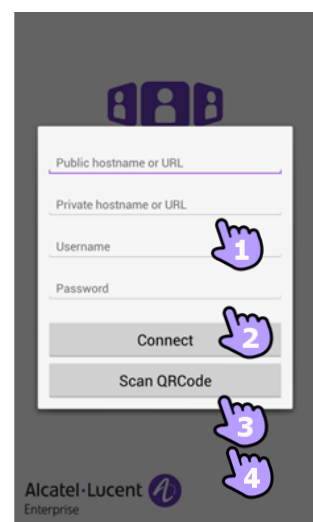 Public hostname or URL
Private hostname or URL
1
Username
Password
2
Connect
Scan QRCode
3
4
Alcatel·Lucent
Enterprise